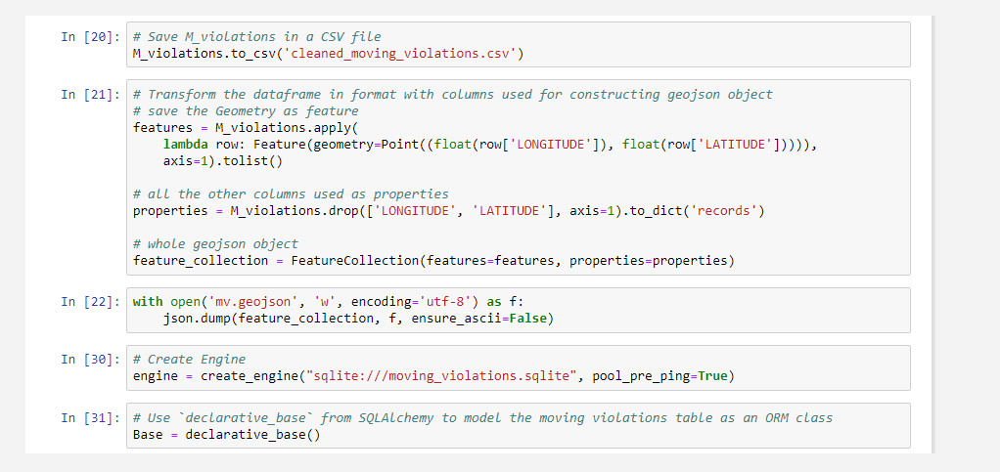 In [20]: # Save M_violations in a CSV file
M_violations.to_csv('cleaned_moving_violations.csv')
In [21]: # Transform the dataframe in format with columns used for constructing geojson object
# save the Geometry as feature
features = M_violations.apply(
    lambda row: Feature(geometry=Point((float(row['LONGITUDE']), float(row['LATITUDE'])))),
    axis=1).tolist()
# all the other columns used as properties
properties = M_violations.drop(['LONGITUDE', 'LATITUDE'], axis=1).to_dict('records')
# whole geojson object
feature_collection = FeatureCollection(features=features, properties=properties)
In [22]: with open('mv.geojson', 'w', encoding='utf-8') as f:
    json.dump(feature_collection, f, ensure_ascii=False)
In [30]: # Create Engine
engine = create_engine("sqlite:///moving_violations.sqlite", pool_pre_ping=True)
In [31]: # Use `declarative_base` from SQLAlchemy to model the moving violations table as an ORM class
Base = declarative_base()